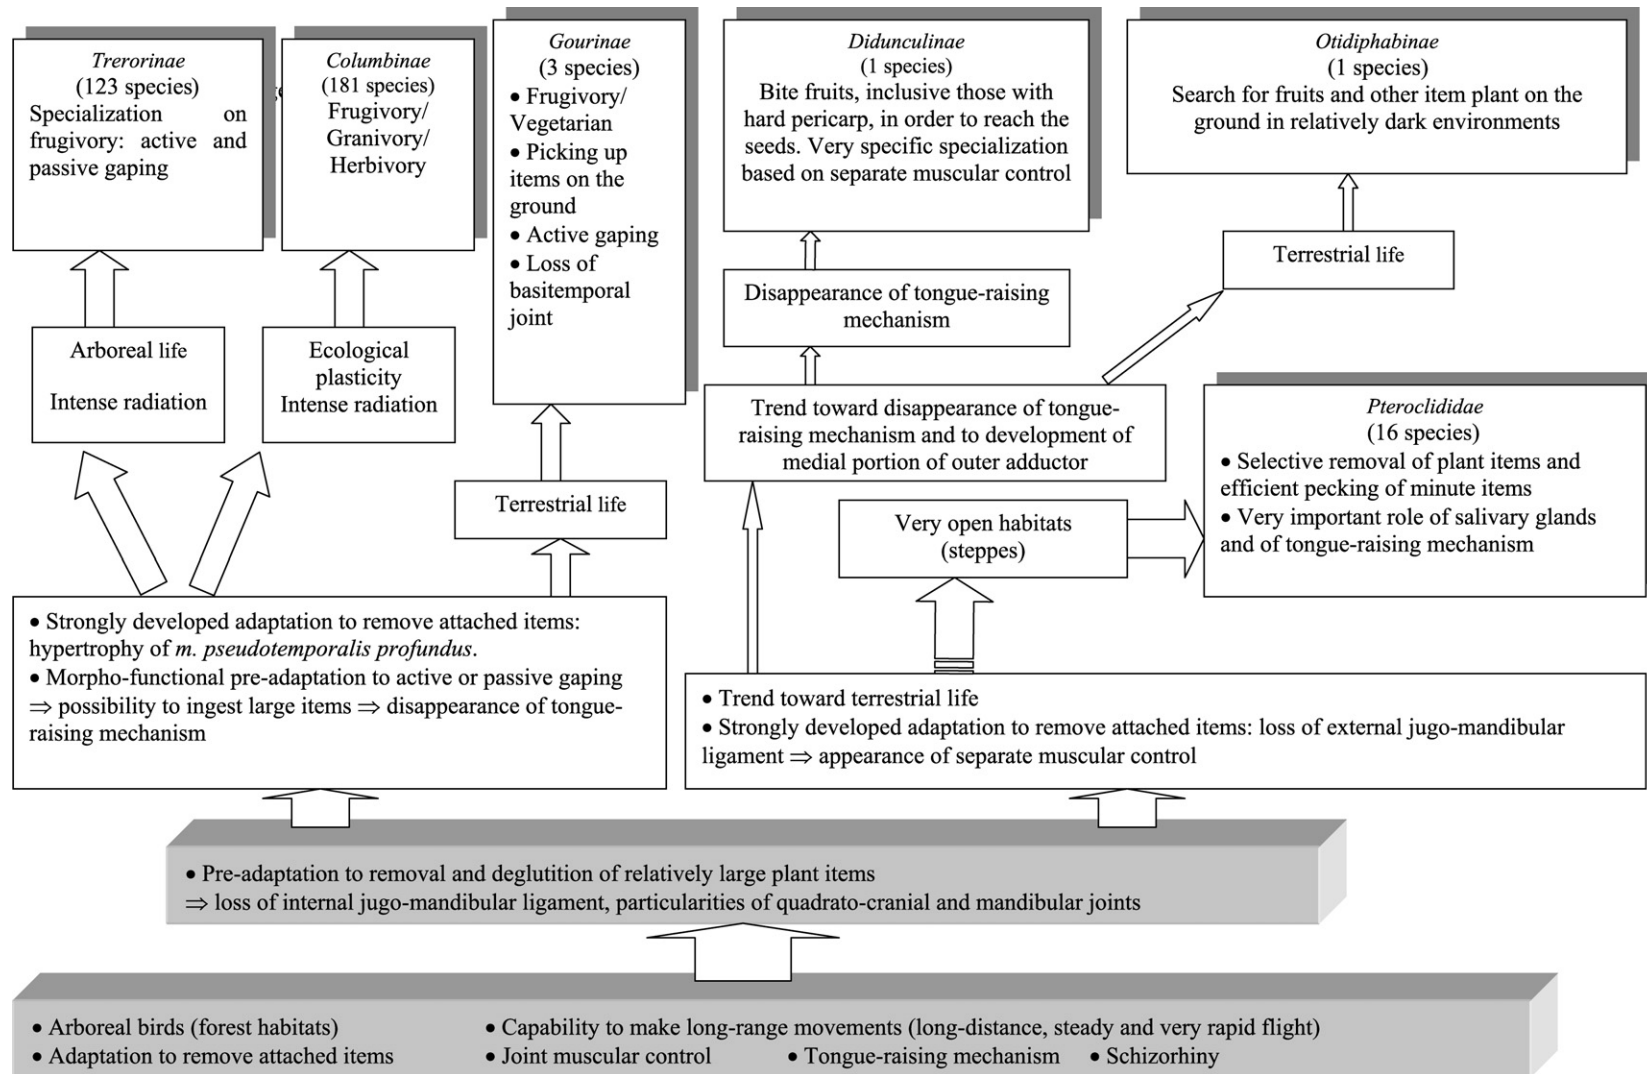 Trerorinae
(123 species)
ge
Specialization on
frugivory: active and
passive gaping
Columbinae
(181 species)
Frugivory/
Granivory/
Herbivory
Gourinae
(3 species)
• Frugivory/
Vegetarian
• Picking up
items on the
ground
• Active gaping
• Loss of
basitemporal
joint
Didunculinae
(1 species)
Bite fruits, inclusive those with
hard pericarp, in order to reach the
seeds. Very specific specialization
based on separate muscular control
Otidiphabinae
(1 species)
Search for fruits and other item plant on the
ground in relatively dark environments
Arboreal life
Intense radiation
Ecological
plasticity
Intense radiation
Terrestrial life
Disappearance of tongue-raising
mechanism
Terrestrial life
Trend toward disappearance of tongue-
raising mechanism and to development of
medial portion of outer adductor
Very open habitats
(steppes)
Pteroclididae
(16 species)
• Selective removal of plant items and
efficient pecking of minute items
• Very important role of salivary glands
and of tongue-raising mechanism
• Strongly developed adaptation to remove attached items:
hypertrophy of m. pseudotemporalis profundus.
• Morpho-functional pre-adaptation to active or passive gaping
⇒ possibility to ingest large items ⇒ disappearance of tongue-
raising mechanism
• Trend toward terrestrial life
• Strongly developed adaptation to remove attached items: loss of external jugo-mandibular
ligament ⇒ appearance of separate muscular control
• Pre-adaptation to removal and deglutition of relatively large plant items
⇒ loss of internal jugo-mandibular ligament, particularities of quadrato-cranial and mandibular joints
• Arboreal birds (forest habitats) • Capability to make long-range movements (long-distance, steady and very rapid flight)
• Adaptation to remove attached items • Joint muscular control • Tongue-raising mechanism • Schizorhiny